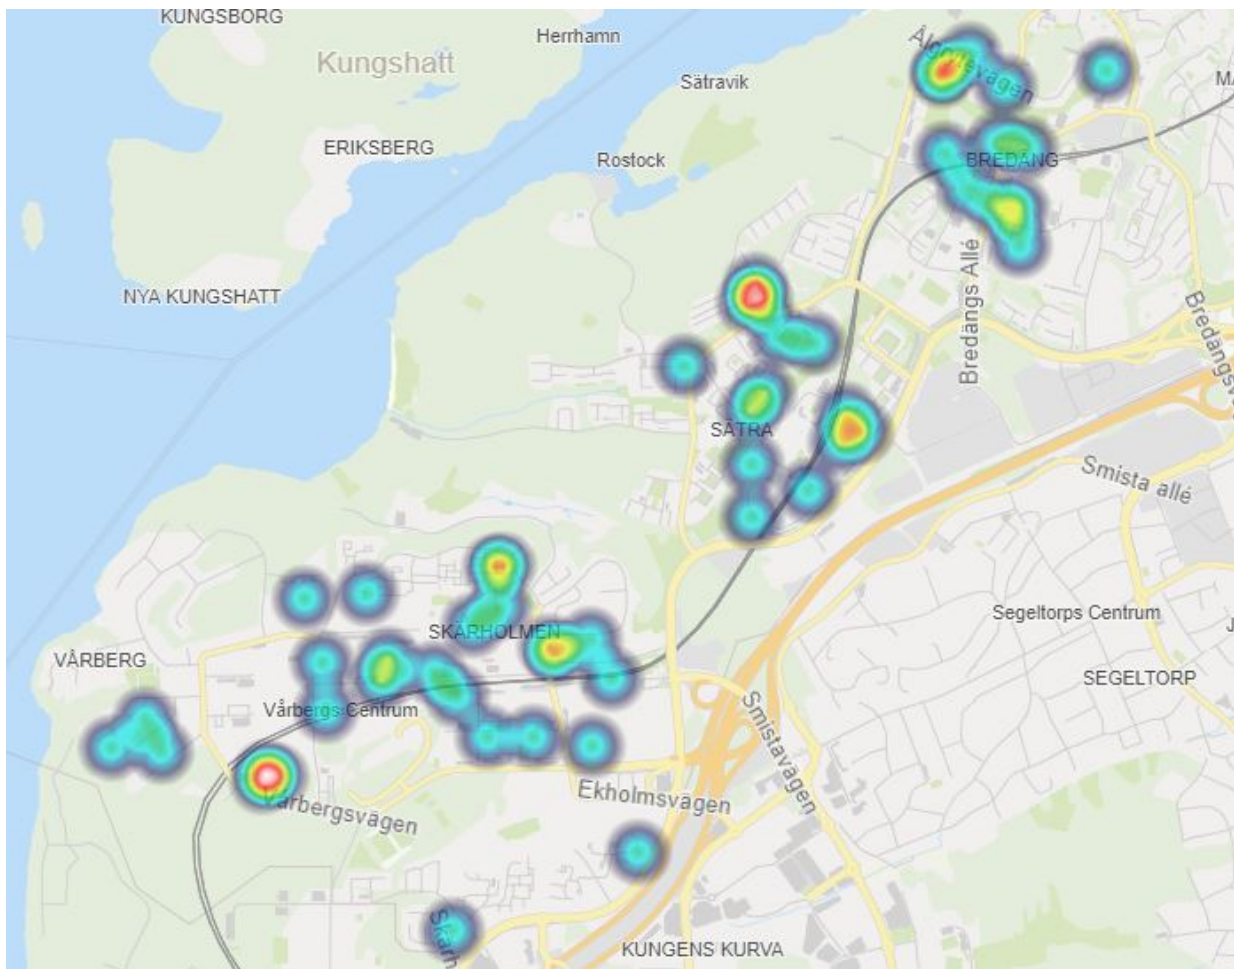 KUNGSBORG
Herrhamn
Kungshatt
Sätravik
ERIKSBERG
Rostock
BREDÄNG
NYA KUNGSHATT
Bredängs Allé
SÄTRA
Smista allé
Segeltorps Centrum
SKÄRHOLMEN
VÅRBERG
SEGELTORP
Vårbergs Centrum
Smistavägen
Ekholmsvägen
Vårbergsvägen
KUNGENS KURVA